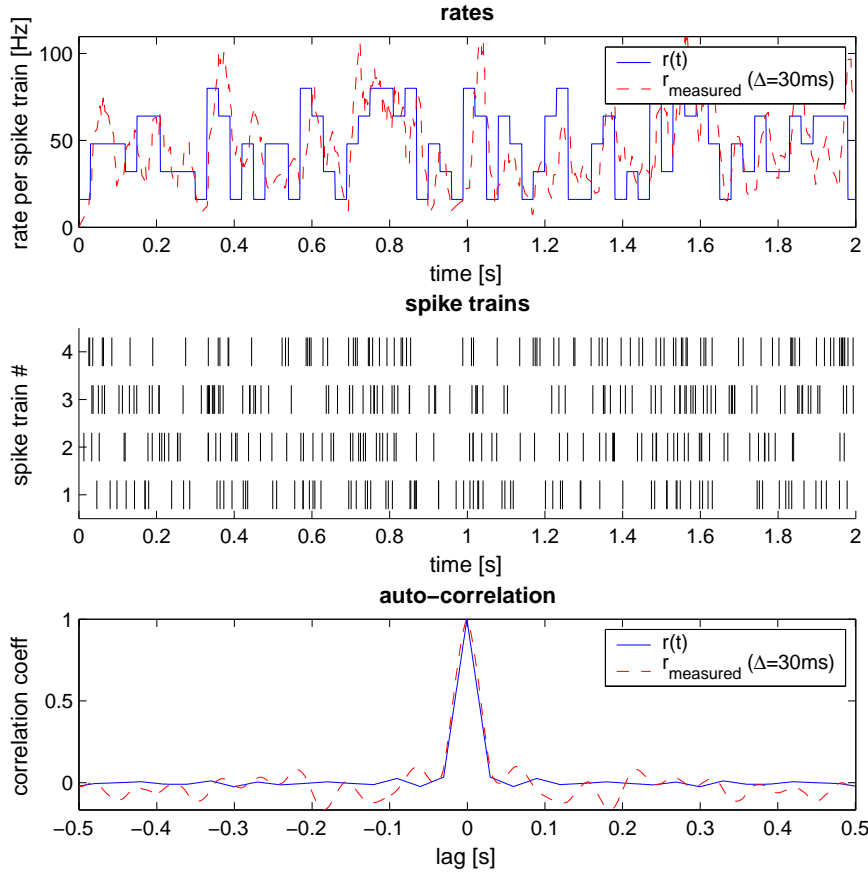 rates
rate per spike train [Hz]
100
50
0
r(t)
r_measured (Δ=30ms)
0 0.2 0.4 0.6 0.8 1 1.2 1.4 1.6 1.8 2
time [s]
spike trains
spike train #
4
3
2
1
0 0.2 0.4 0.6 0.8 1 1.2 1.4 1.6 1.8 2
time [s]
auto−correlation
correlation coeff
1
0.5
0
r(t)
r_measured (Δ=30ms)
−0.5 −0.4 −0.3 −0.2 −0.1 0 0.1 0.2 0.3 0.4 0.5
lag [s]